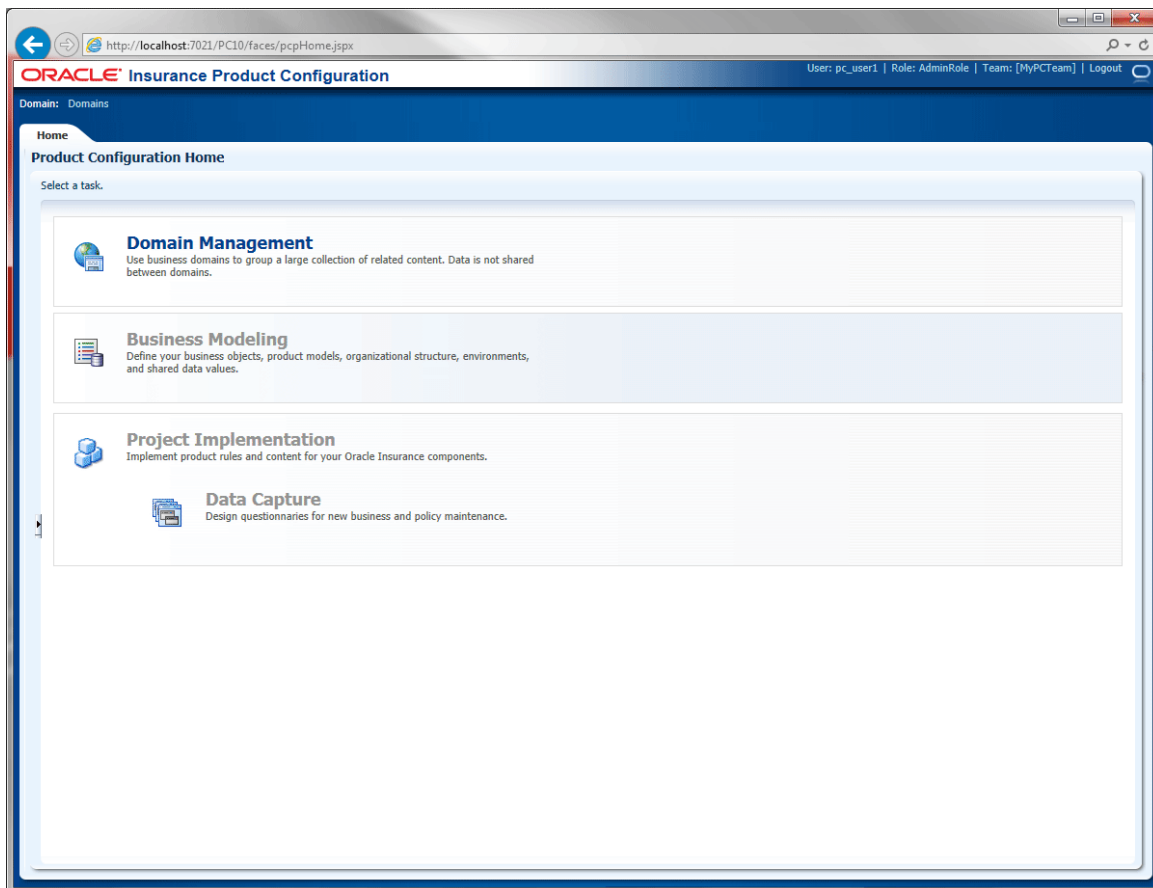 http://localhost:7021/PC10/faces/pcpHome.jspx
ORACLE Insurance Product Configuration
User: pc_user1 | Role: AdminRole | Team: [MyPCTeam] | Logout
Domain: Domains
Home
Product Configuration Home
Select a task.
Domain Management
Use business domains to group a large collection of related content. Data is not shared
between domains.
Business Modeling
Define your business objects, product models, organizational structure, environments,
and shared data values.
Project Implementation
Implement product rules and content for your Oracle Insurance components.
Data Capture
Design questionnaries for new business and policy maintenance.